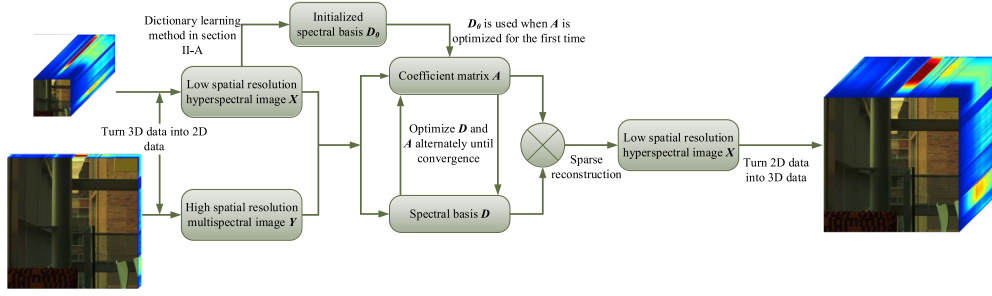 Dictionary learning
method in section
II-A
Initialized
spectral basis D₀
D₀ is used when A is
optimized for the first time
Low spatial resolution
hyperspectral image X
Coefficient matrix A
Turn 3D data into 2D
data
Optimize D and
A alternately until
convergence
Sparse
reconstruction
Low spatial resolution
hyperspectral image X
Turn 2D data
into 3D data
High spatial resolution
multispectral image Y
Spectral basis D